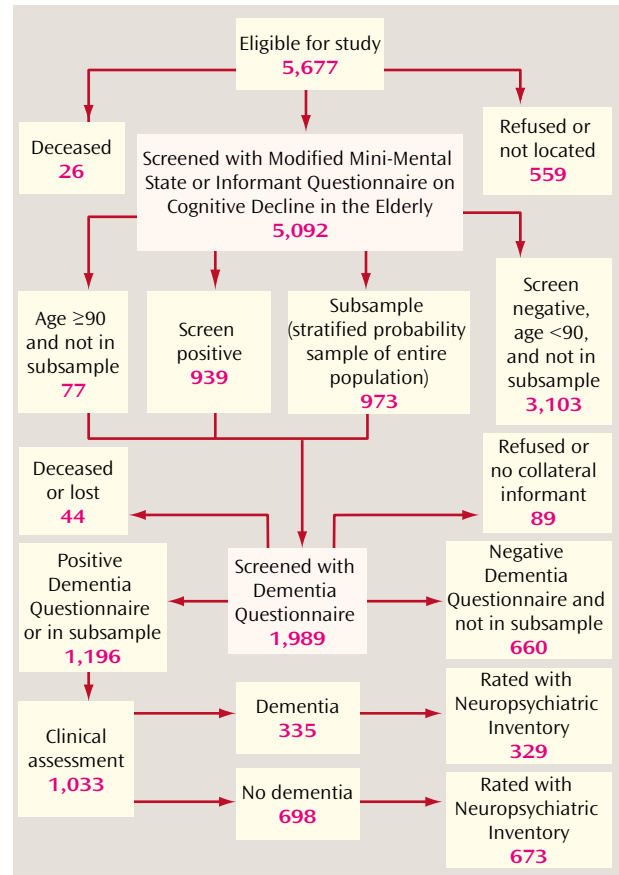 Eligible for study
5,677
Deceased
26
Screened with Modified Mini-Mental
State or Informant Questionnaire on
Cognitive Decline in the Elderly
5,092
Refused or
not located
559
Age ≥90
and not in
subsample
77
Screen
positive
939
Subsample
(stratified probability
sample of entire
population)
973
Screen
negative,
age <90,
and not in
subsample
3,103
Deceased
or lost
44
Refused or
no collateral
informant
89
Positive
Dementia
Questionnaire
or in subsample
1,196
Screened with
Dementia
Questionnaire
1,989
Negative
Dementia
Questionnaire and
not in subsample
660
Clinical
assessment
1,033
Dementia
335
Rated with
Neuropsychiatric
Inventory
329
No dementia
698
Rated with
Neuropsychiatric
Inventory
673